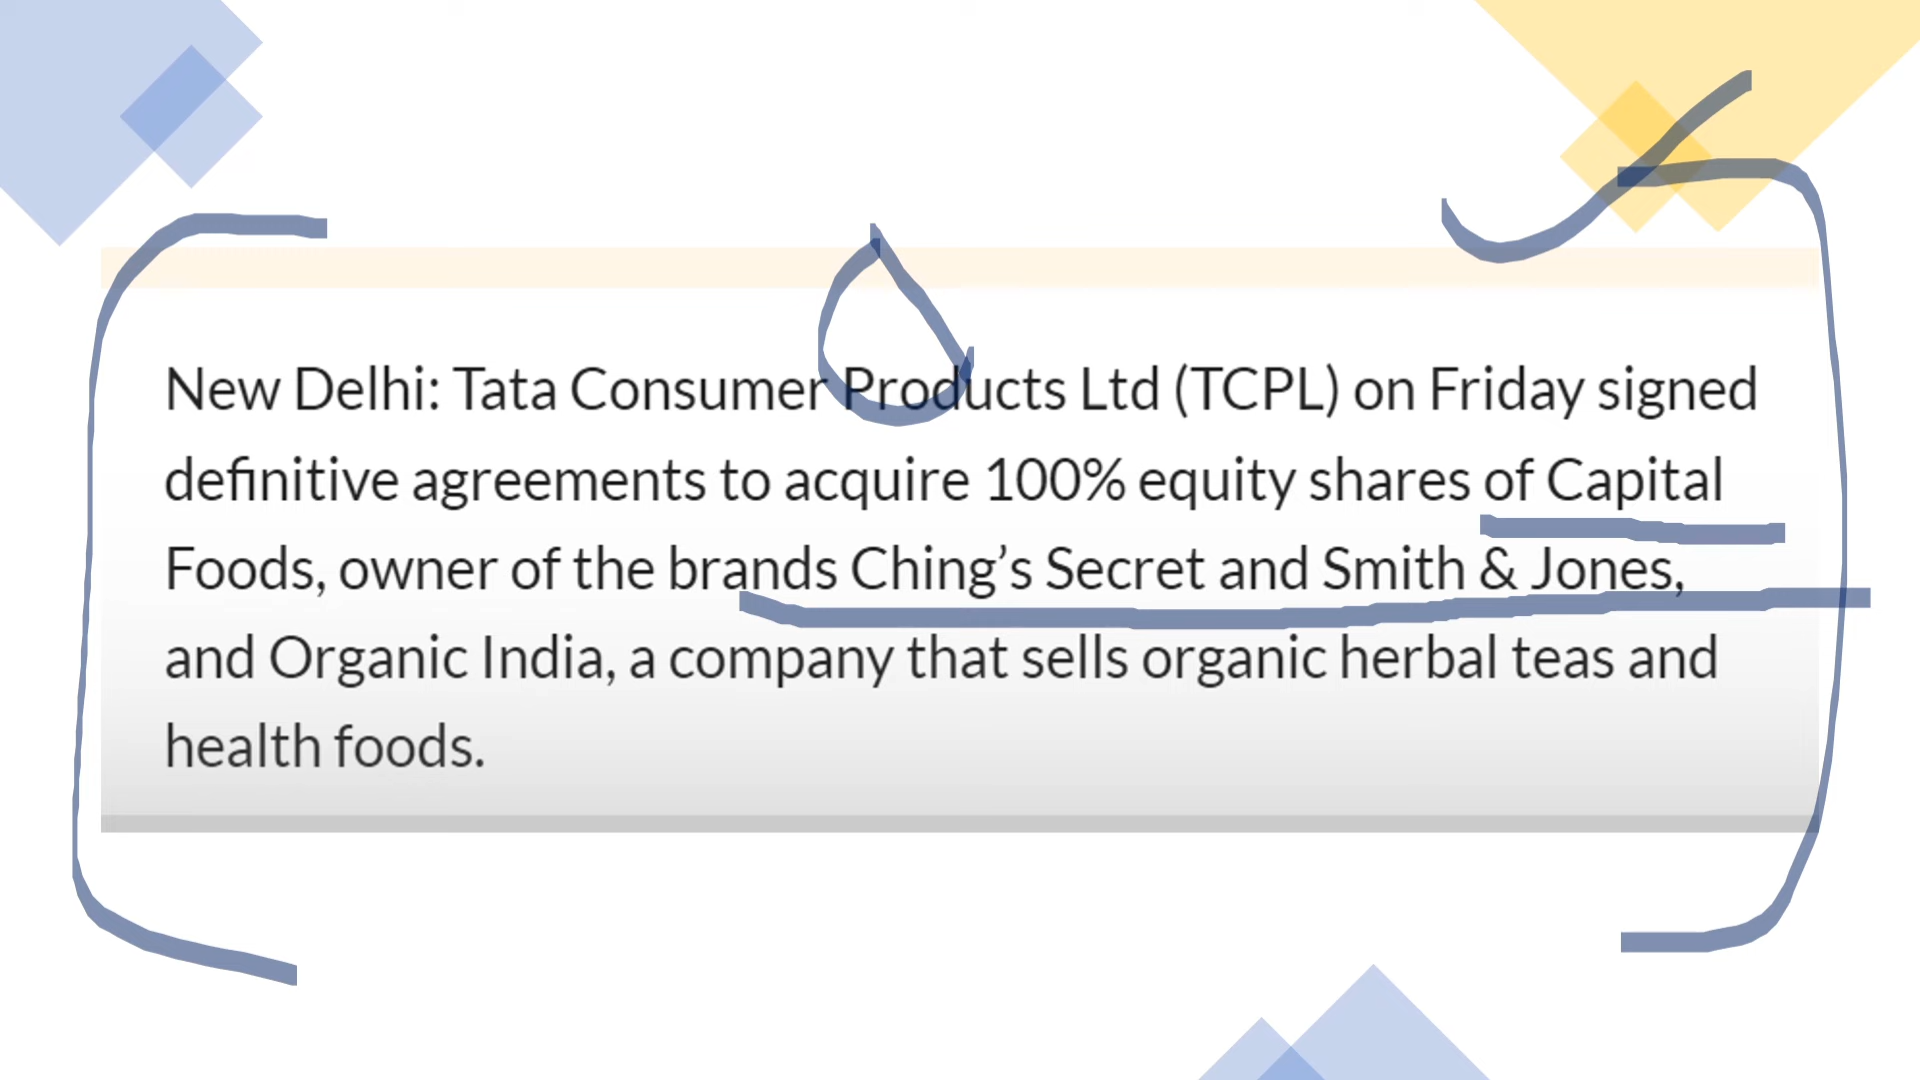 New Delhi: Tata Consumer Products Ltd (TCPL) on Friday signed
definitive agreements to acquire 100% equity shares of Capital
Foods, owner of the brands Ching’s Secret and Smith & Jones,
and Organic India, a company that sells organic herbal teas and
health foods.